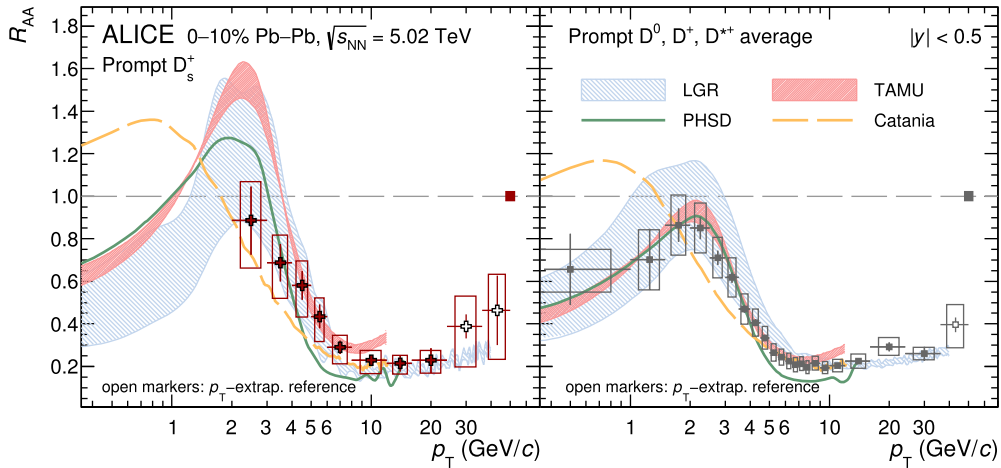 R_AA
1.8
1.6
1.4
1.2
1.0
0.8
0.6
0.4
0.2
ALICE 0–10% Pb–Pb, √s_NN = 5.02 TeV
Prompt D_s^+
open markers: p_T–extrap. reference
1 2 3 4 5 6 10 20 30
p_T (GeV/c)
Prompt D^0, D^+, D^*+ average |y| < 0.5
LGR TAMU
PHSD Catania
open markers: p_T–extrap. reference
1 2 3 4 5 6 10 20 30
p_T (GeV/c)